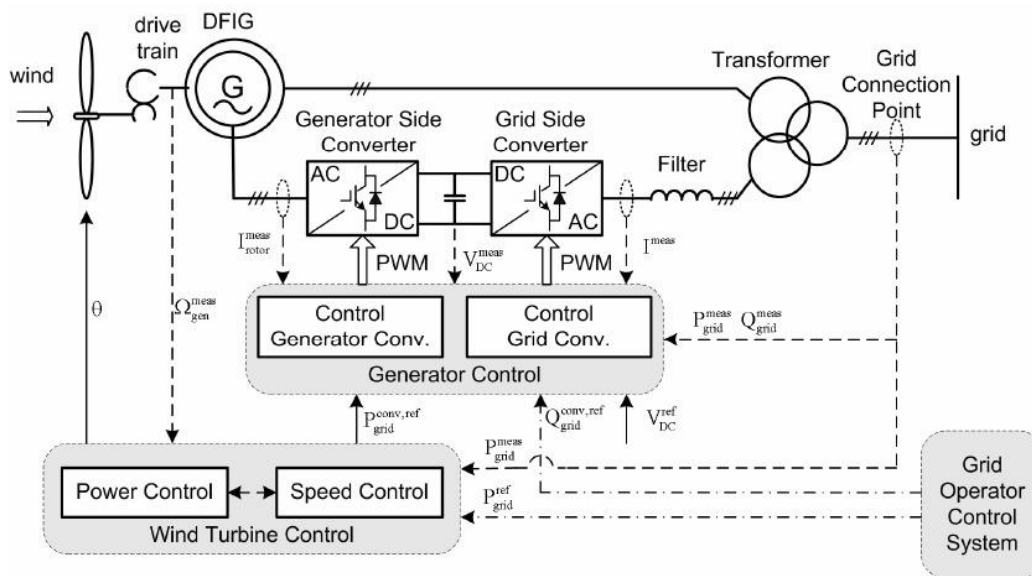 drive
train
DFIG
wind
G
Generator Side
Converter
Grid Side
Converter
Transformer
Grid
Connection
Point
grid
Filter
AC
DC
DC
AC
I_rotor^meas
PWM
V_DC^meas
PWM
I^meas
θ
Ω_gen^meas
Control
Generator Conv.
Control
Grid Conv.
Generator Control
P_grid^meas Q_grid^meas
P_grid^conv,ref
Q_grid^conv,ref
V_DC^ref
P_grid^meas
P_grid^ref
Power Control
Speed Control
Wind Turbine Control
Grid
Operator
Control
System